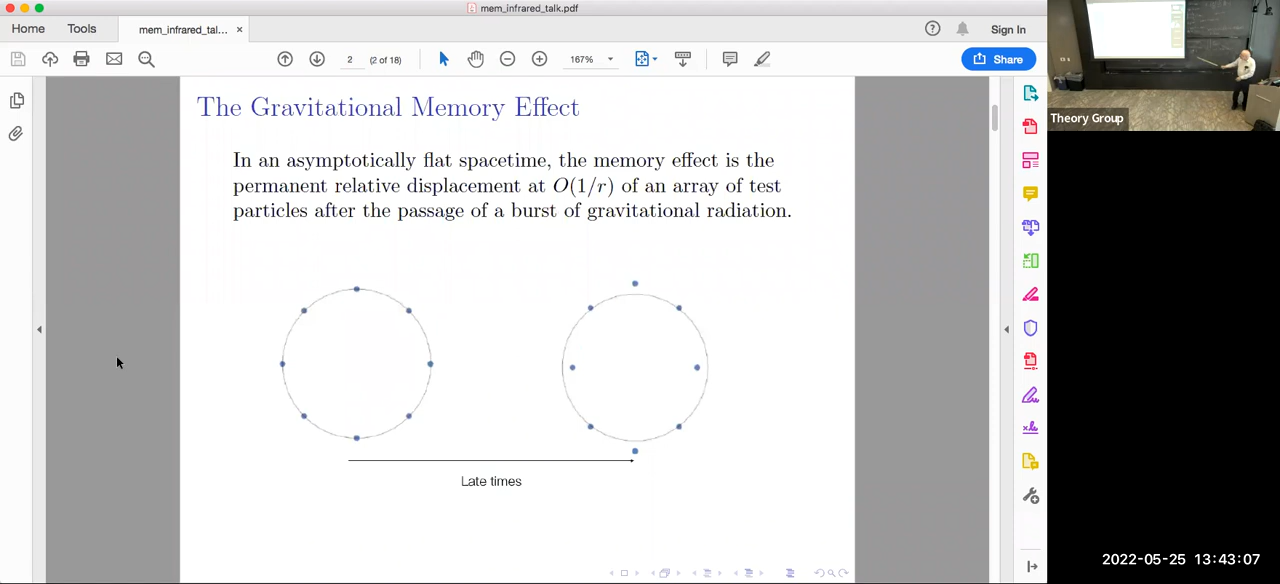 mem_infrared_talk.pdf
Home
Tools
mem_infrared_tal...
Sign In
2
(2 of 18)
167%
Share
The Gravitational Memory Effect
In an asymptotically flat spacetime, the memory effect is the
permanent relative displacement at O(1/r) of an array of test
particles after the passage of a burst of gravitational radiation.
Late times
Theory Group
2022-05-25 13:43:07